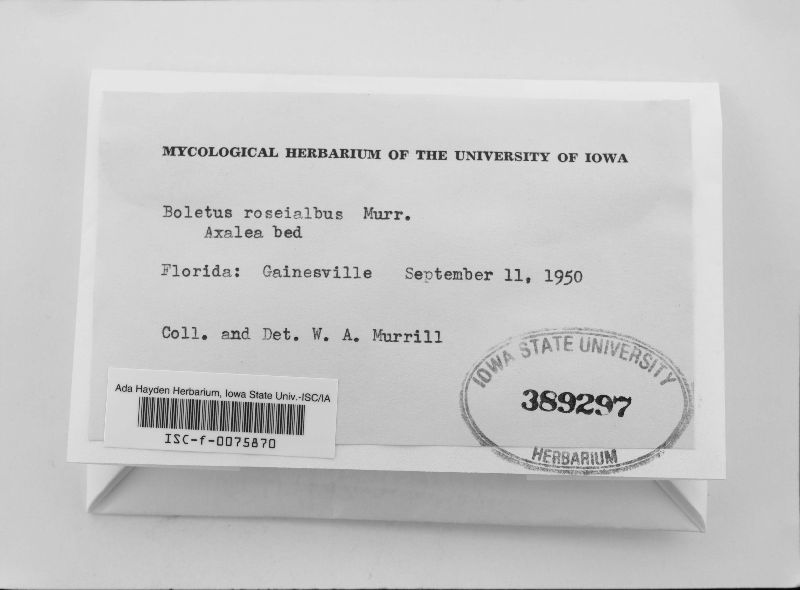 MYCOLOGICAL HERBARIUM OF THE UNIVERSITY OF IOWA
Boletus roseialbus Murr.
Axalea bed
Florida: Gainesville September 11, 1950
Coll. and Det. W. A. Murrill
IOWA STATE UNIVERSITY
389297
HERBARIUM
Ada Hayden Herbarium, Iowa State Univ.-ISC/IA
ISC-f-0075870